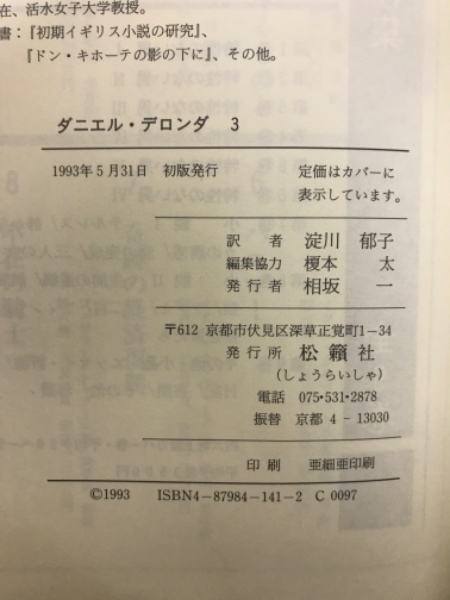 在、活水女子大学教授。
書：『初期イギリス小説の研究』、
『ドン・キホーテの影の下に』、その他。
ダニエル・デロンダ 3
1993年5月31日 初版発行
定価はカバーに
表示しています。
訳者 淀川郁子
編集協力 榎本太
発行者 相坂一
〒612 京都市伏見区深草正覚町1-34
発行所 松籟社
（しょうらいしゃ）
電話 075・531・2878
振替 京都 4-13030
印刷 亜細亜印刷
©1993 ISBN4-87984-141-2 C 0097